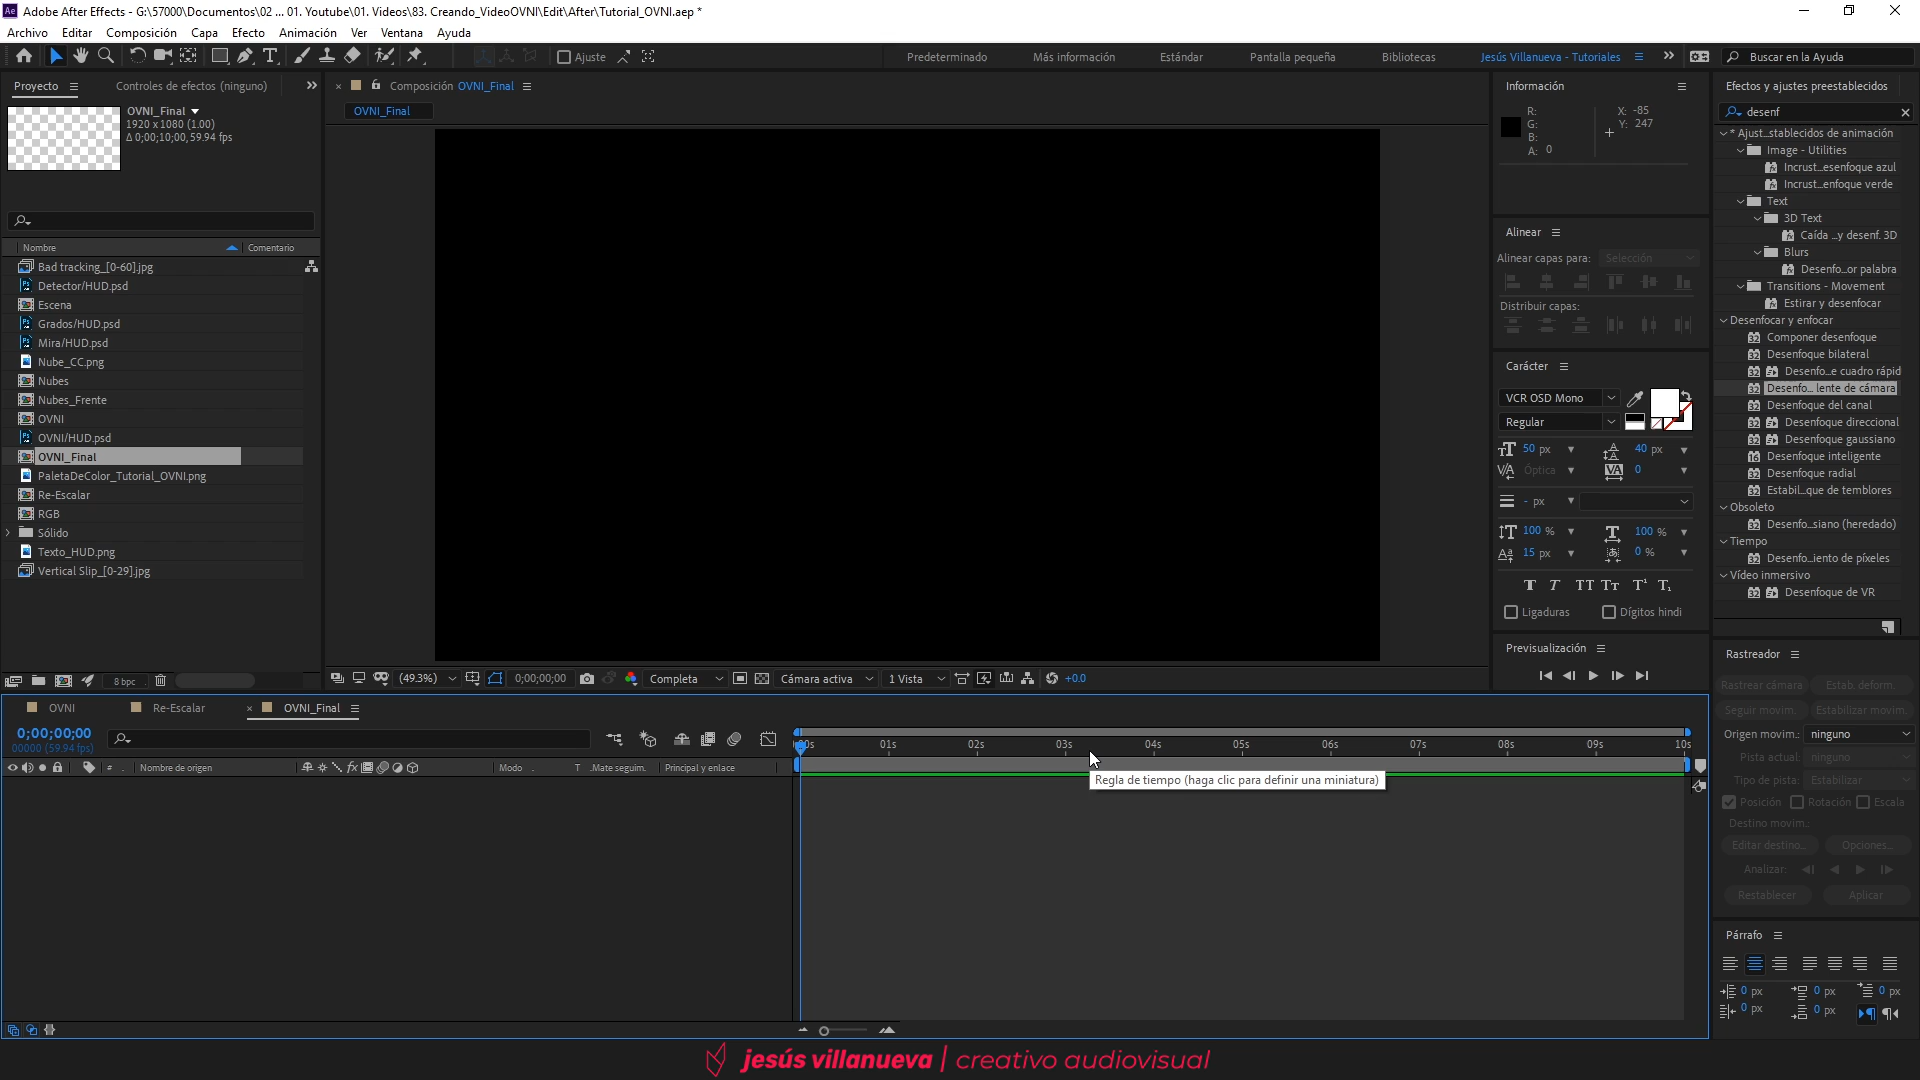 Adobe After Effects - G:\57000\Documentos\02 ... 01. Youtube\01. Videos\83. Creando_VideoOVNI\Edit\After\Tutorial_OVNI.aep *
Archivo Editar Composición Capa Efecto Animación Ver Ventana Ayuda
Ajuste
Predeterminado Más información Estándar Pantalla pequeña Bibliotecas Jesús Villanueva - Tutoriales
Buscar en la Ayuda
Proyecto
Controles de efectos (ninguno)
OVNI_Final
1920 x 1080 (1.00)
Δ 0;00;10;00, 59.94 fps
Nombre Comentario
Bad tracking_[0-60].jpg
Detector/HUD.psd
Escena
Grados/HUD.psd
Mira/HUD.psd
Nube_CC.png
Nubes
Nubes_Frente
OVNI
OVNI/HUD.psd
OVNI_Final
PaletaDeColor_Tutorial_OVNI.png
Re-Escalar
RGB
Sólido
Texto_HUD.png
Vertical Slip_[0-29].jpg
8 bpc
Composición OVNI_Final
OVNI_Final
(49.3%) 0;00;00;00 Completa Cámara activa 1 Vista +0.0
Información
R:
G:
B:
A: 0
X: -85
Y: 247
Alinear
Alinear capas para: Selección
Distribuir capas:
Carácter
VCR OSD Mono
Regular
50 px 40 px
Óptica 0
- px
100 % 100 %
15 px 0 %
Ligaduras Dígitos hindi
Previsualización
Efectos y ajustes preestablecidos
desenf
* Ajust...stablecidos de animación
Image - Utilities
Incrust...esenfoque azul
Incrust...enfoque verde
Text
3D Text
Caída ...y desenf. 3D
Blurs
Desenfo...or palabra
Transitions - Movement
Estirar y desenfocar
Desenfocar y enfocar
Componer desenfoque
Desenfoque bilateral
Desenfo...e cuadro rápid
Desenfo... lente de cámara
Desenfoque del canal
Desenfoque direccional
Desenfoque gaussiano
Desenfoque inteligente
Desenfoque radial
Estabil...que de temblores
Obsoleto
Desenfo...siano (heredado)
Tiempo
Desenfo...iento de píxeles
Vídeo inmersivo
Desenfoque de VR
Rastreador
Rastrear cámara Estab. deform.
Seguir movim. Estabilizar movim.
Origen movim.: ninguno
Pista actual: ninguno
Tipo de pista: Estabilizar
Posición Rotación Escala
Destino movim.:
Editar destino... Opciones...
Analizar:
Restablecer Aplicar
Párrafo
0 px 0 px 0 px
0 px 0 px
OVNI Re-Escalar OVNI_Final
0;00;00;00
00000 (59.94 fps)
# Nombre de origen Modo T .Mate seguim. Principal y enlace
00s 01s 02s 03s 04s 05s 06s 07s 08s 09s 10s
Regla de tiempo (haga clic para definir una miniatura)
jesús villanueva | creativo audiovisual